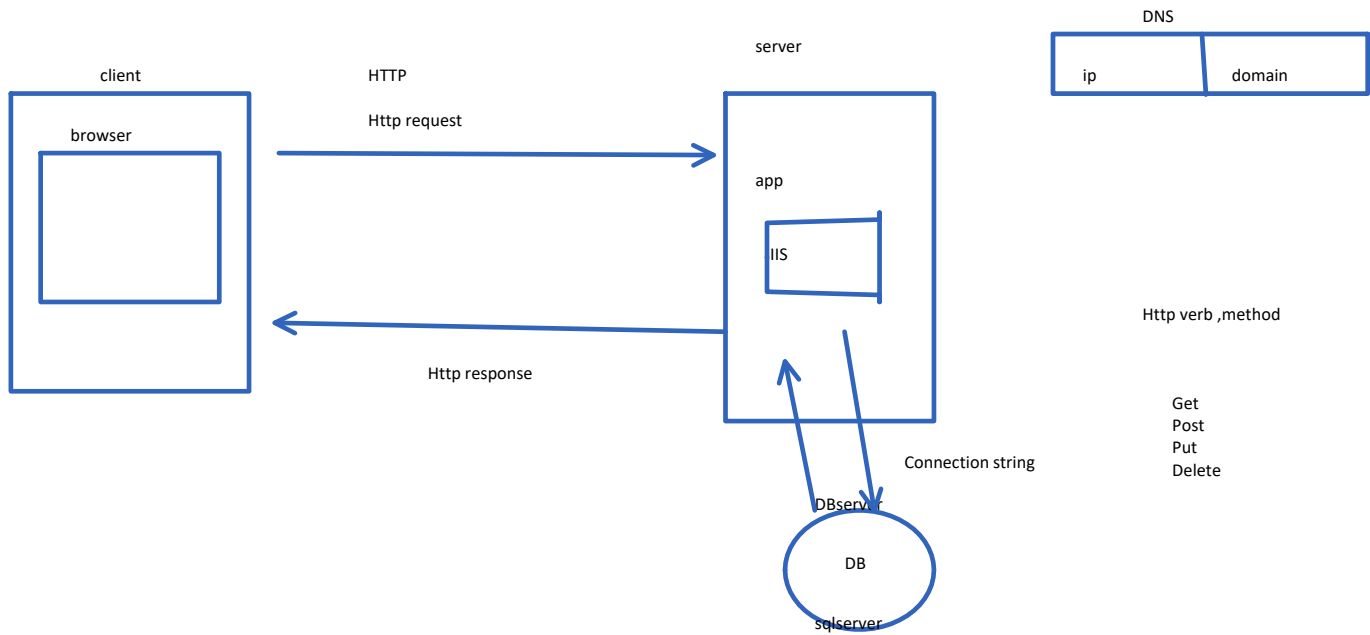 DNS
server
client
HTTP
ip
domain
Http request
browser
app
IIS
Http verb ,method
Http response
Get
Post
Put
Delete
Connection string
DBserver
DB
sqlserver